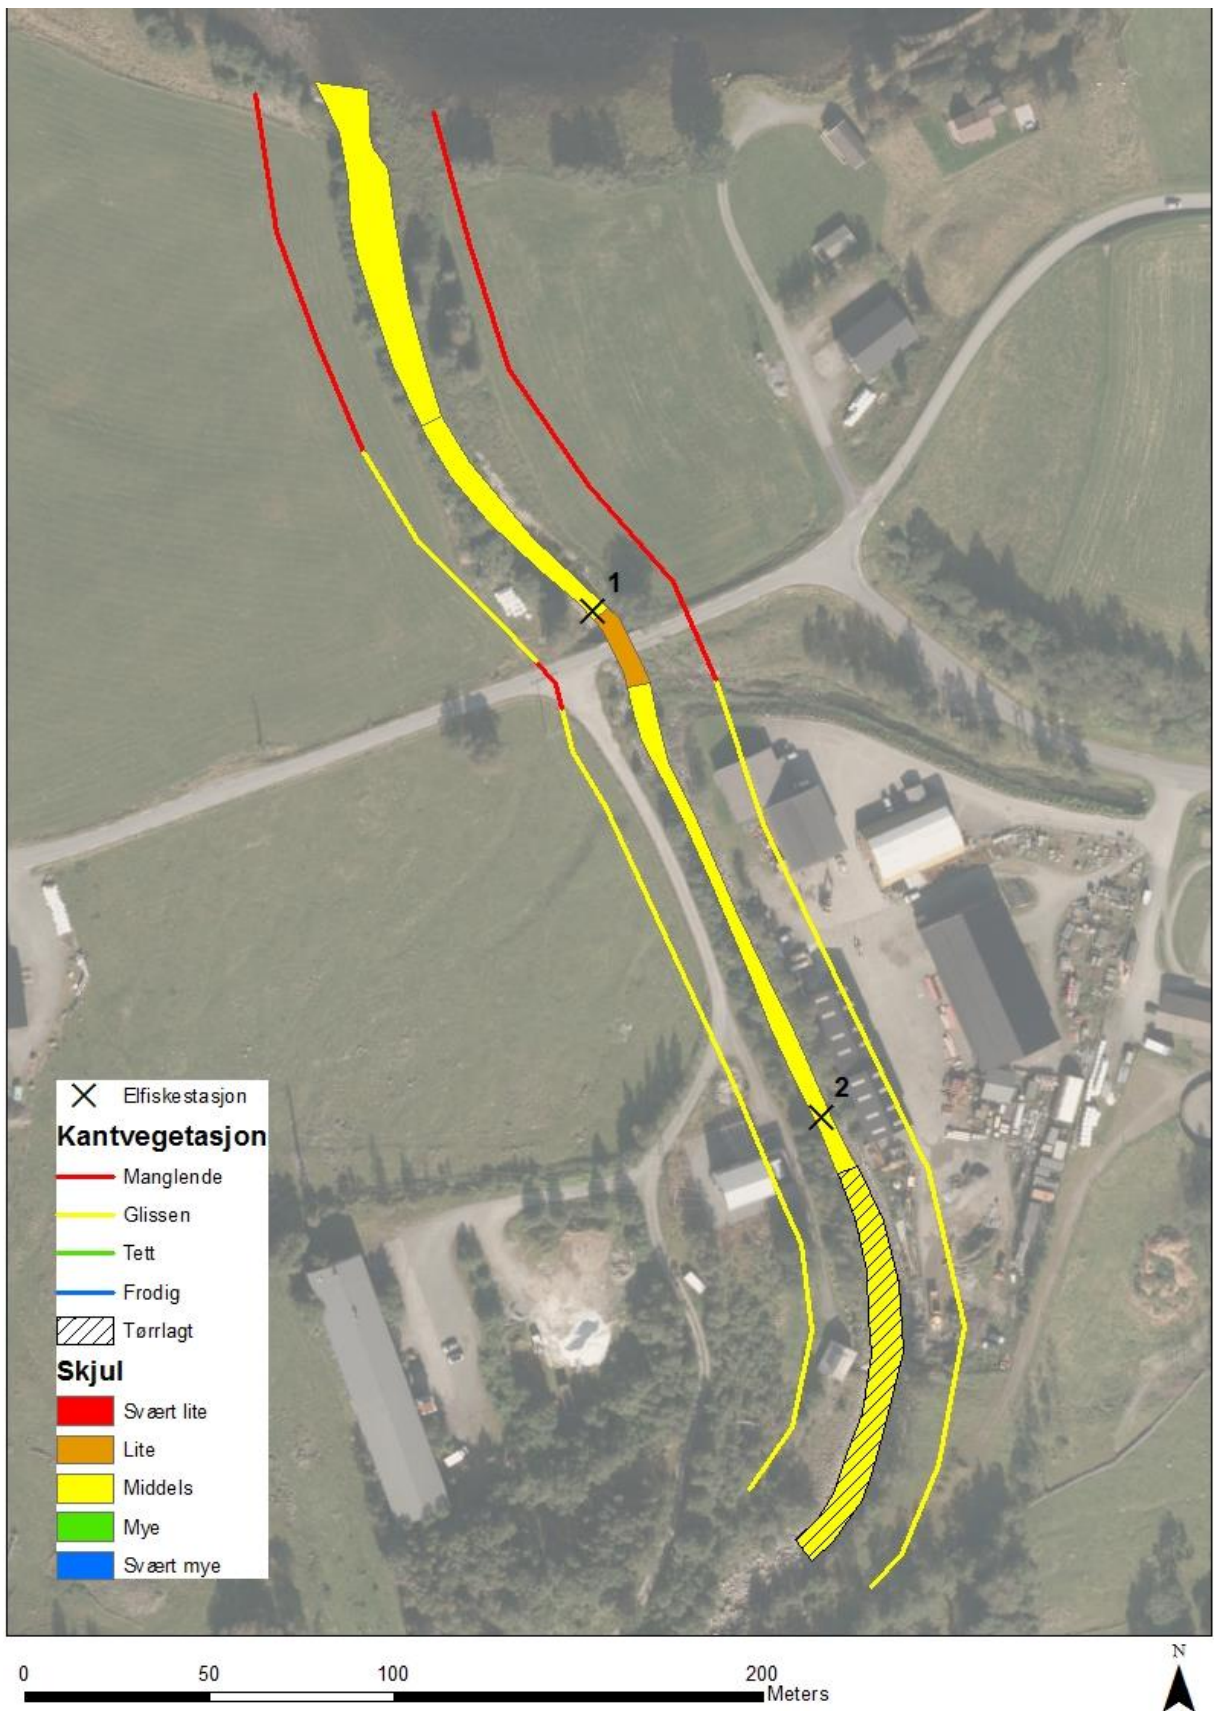 1
2
Elfiskestasjon
Kantvegetasjon
Manglende
Glissen
Tett
Frodig
Tørrlagt
Skjul
Svært lite
Lite
Middels
Mye
Svært mye
0 50 100 200
Meters
N